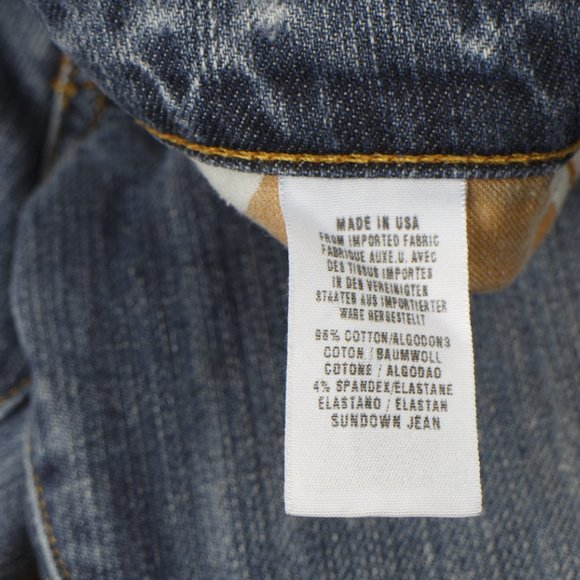 MADE IN USA
FROM IMPORTED FABRIC
FABRIQUE AUXE.U. AVEC
DES TISSUS IMPORTES
IN DEN VEREINIGTEN
STAATEN AUS IMPORTIERTER
WARE HERGESTELLT
96% COTTON/ALGODON3
COTON / BAUMWOLL
COTONE / ALGODAO
4% SPANDEX/ELASTANE
ELASTANO / ELASTAN
SUNDOWN JEAN